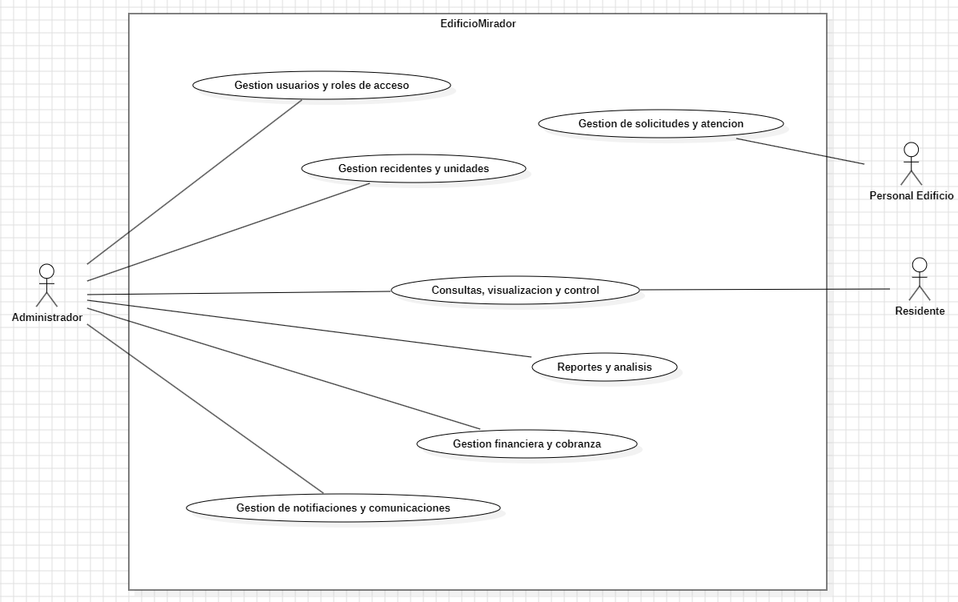 EdificioMirador
Gestion usuarios y roles de acceso
Gestion de solicitudes y atencion
Gestion recidentes y unidades
Personal Edificio
Consultas, visualizacion y control
Administrador
Residente
Reportes y analisis
Gestion financiera y cobranza
Gestion de notifiaciones y comunicaciones